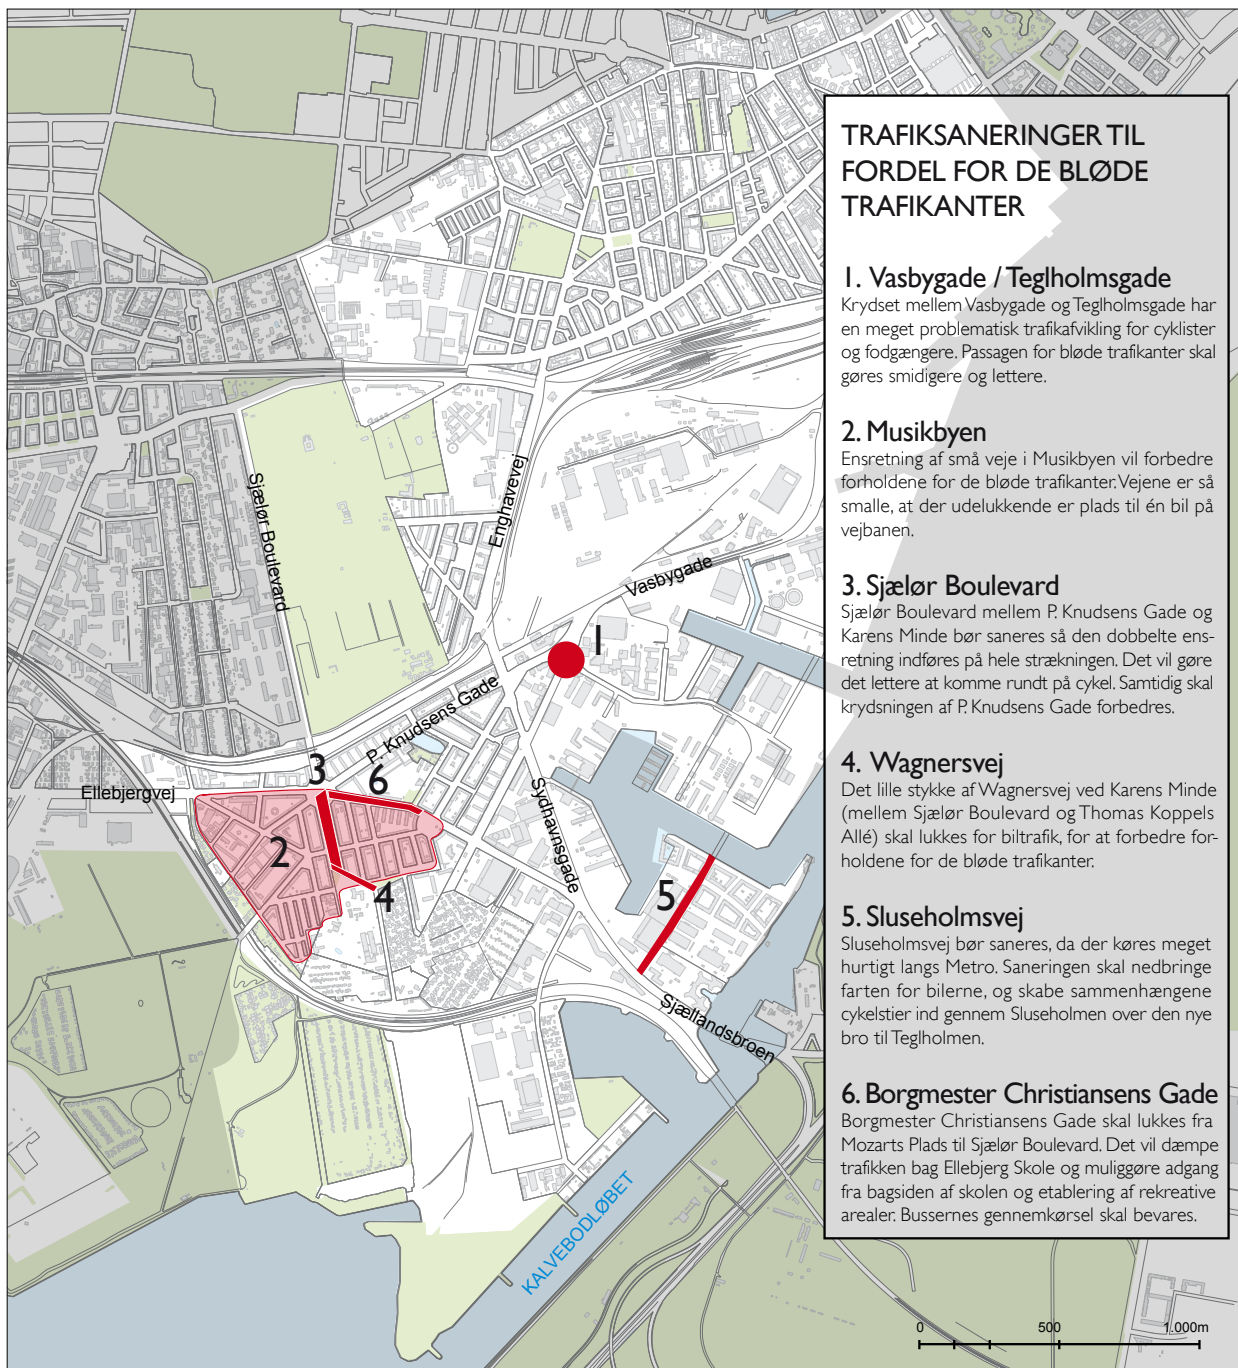 TRAFIKSANERINGER TIL
FORDEL FOR DE BLØDE
TRAFIKANTER
1. Vasbygade / Teglholmsgade
Krydset mellem Vasbygade og Teglholmsgade har
en meget problematisk trafikafvikling for cyklister
og fodgængere. Passagen for bløde trafikanter skal
gøres smidigere og lettere.
2. Musikbyen
Ensretning af små veje i Musikbyen vil forbedre
forholdene for de bløde trafikanter. Vejene er så
smalle, at der udelukkende er plads til én bil på
vejbanen.
3. Sjælør Boulevard
Sjælør Boulevard mellem P. Knudsens Gade og
Karens Minde bør saneres så den dobbelte ens-
retning indføres på hele strækningen. Det vil gøre
det lettere at komme rundt på cykel. Samtidig skal
krydsningen af P. Knudsens Gade forbedres.
4. Wagnersvej
Det lille stykke af Wagnersvej ved Karens Minde
(mellem Sjælør Boulevard og Thomas Koppels
Allé) skal lukkes for biltrafik, for at forbedre for-
holdene for de bløde trafikanter.
5. Sluseholmsvej
Sluseholmsvej bør saneres, da der køres meget
hurtigt langs Metro. Saneringen skal nedbringe
farten for bilerne, og skabe sammenhængene
cykelstier ind gennem Sluseholmen over den nye
bro til Teglholmen.
6. Borgmester Christiansens Gade
Borgmester Christiansens Gade skal lukkes fra
Mozarts Plads til Sjælør Boulevard. Det vil dæmpe
trafikken bag Ellebjerg Skole og muliggøre adgang
fra bagsiden af skolen og etablering af rekreative
arealer. Bussernes gennemkørsel skal bevares.
Sjælør Boulevard
Enghavevej
Vasbygade
1
P. Knudsens Gade
3
6
Ellebjergvej
2
4
Sydhavnsgade
5
Sjællandsbroen
KALVEBODLØBET
0 500 1.000m